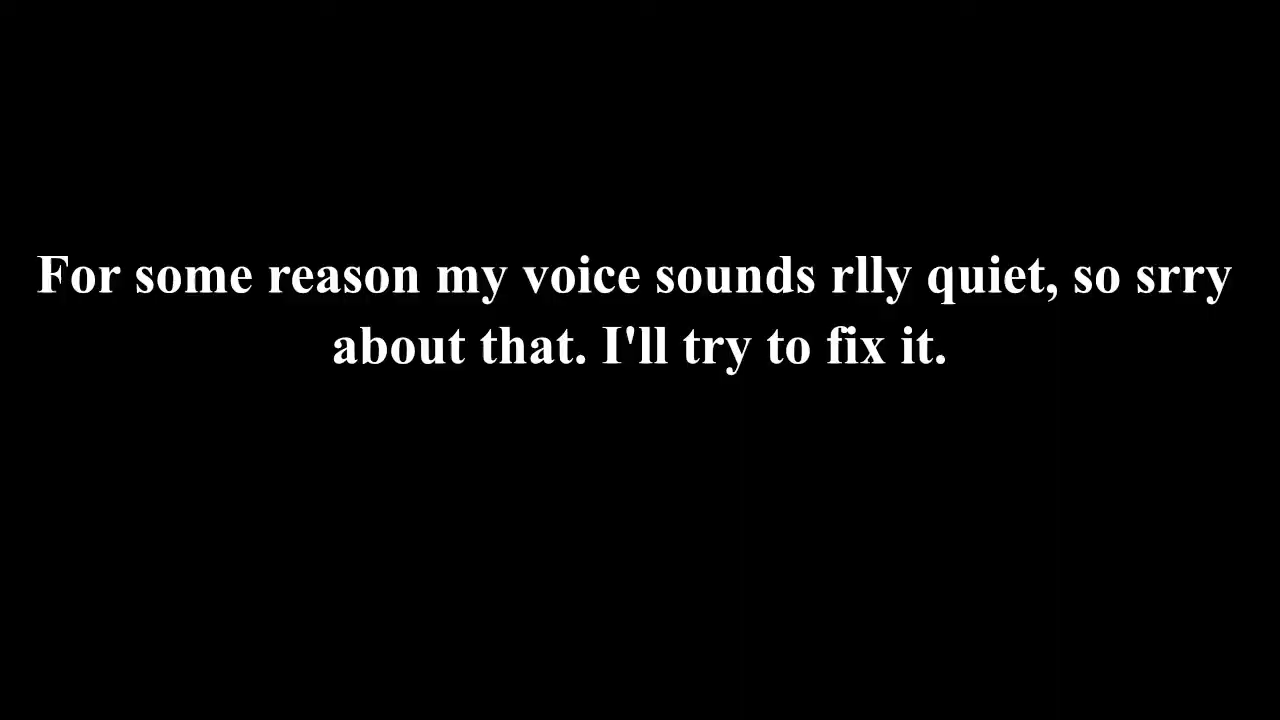 For some reason my voice sounds rlly quiet, so srry
about that. I'll try to fix it.